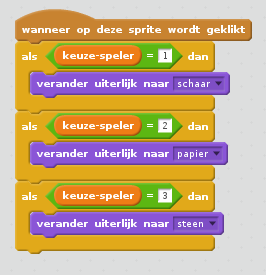 wanneer op deze sprite wordt geklikt
als keuze-speler = 1 dan
verander uiterlijk naar schaar
als keuze-speler = 2 dan
verander uiterlijk naar papier
als keuze-speler = 3 dan
verander uiterlijk naar steen